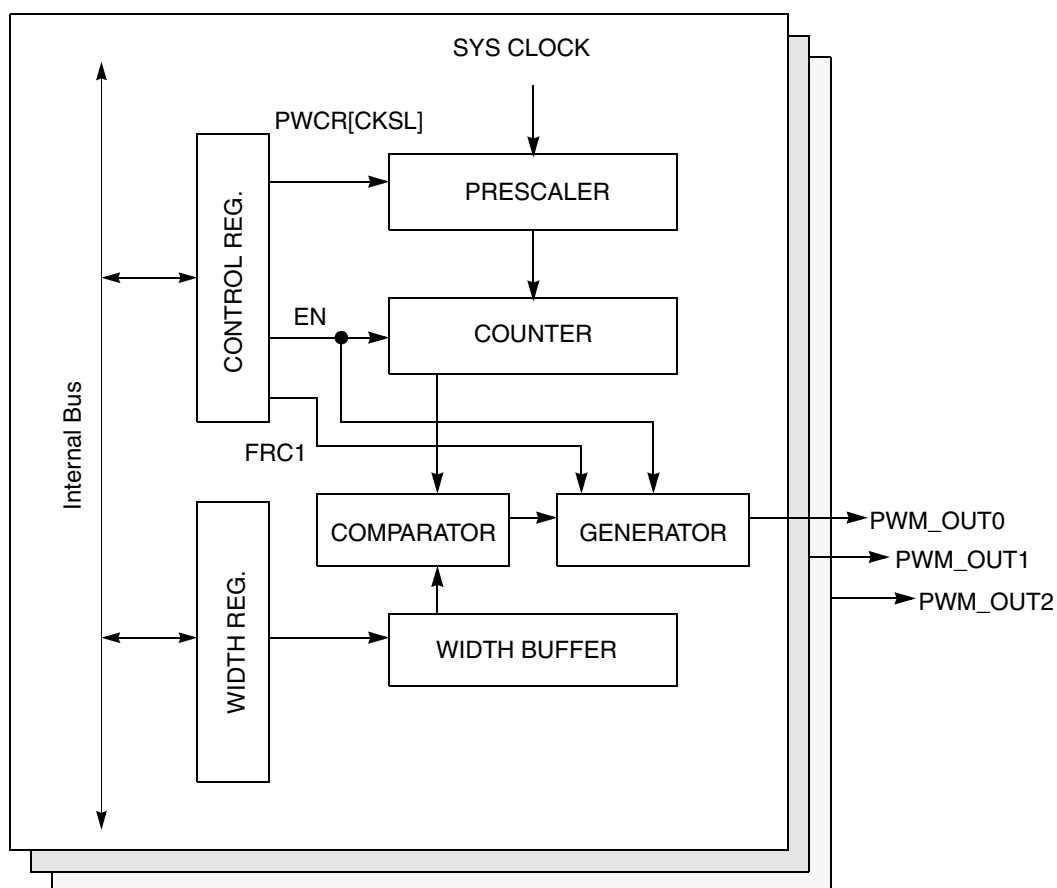 SYS CLOCK
PWCR[CKSL]
PRESCALER
CONTROL REG.
EN
COUNTER
Internal Bus
FRC1
COMPARATOR
GENERATOR
PWM_OUT0
PWM_OUT1
PWM_OUT2
WIDTH REG.
WIDTH BUFFER